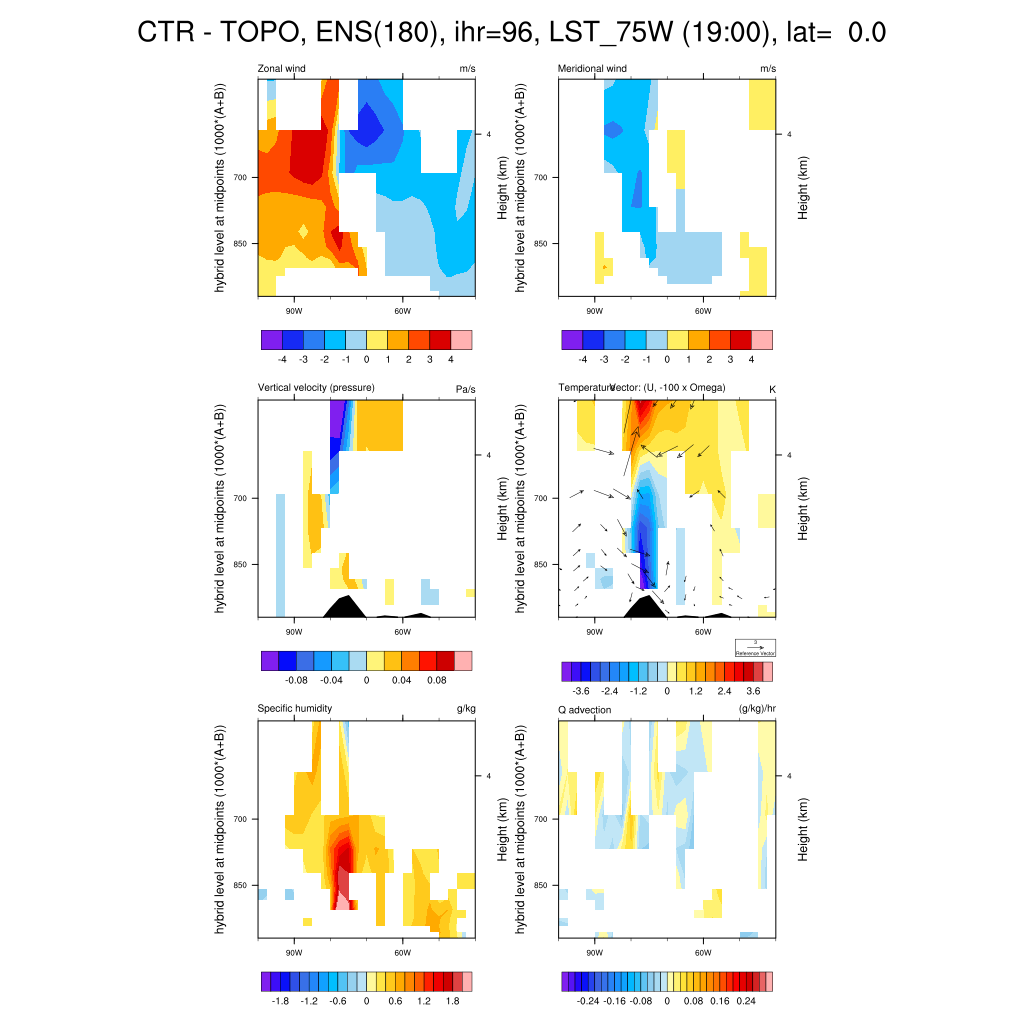 CTR - TOPO, ENS(180), ihr=96, LST_75W (19:00), lat= 0.0
Zonal wind m/s
hybrid level at midpoints (1000*(A+B))
700
850
4
Height (km)
90W 60W
-4 -3 -2 -1 0 1 2 3 4
Meridional wind m/s
hybrid level at midpoints (1000*(A+B))
700
850
4
Height (km)
90W 60W
-4 -3 -2 -1 0 1 2 3 4
Vertical velocity (pressure) Pa/s
hybrid level at midpoints (1000*(A+B))
700
850
4
Height (km)
90W 60W
-0.08 -0.04 0 0.04 0.08
Temperature Vector: (U, -100 x Omega) K
hybrid level at midpoints (1000*(A+B))
700
850
4
Height (km)
90W 60W
3
Reference Vector
-3.6 -2.4 -1.2 0 1.2 2.4 3.6
Specific humidity g/kg
hybrid level at midpoints (1000*(A+B))
700
850
4
Height (km)
90W 60W
-1.8 -1.2 -0.6 0 0.6 1.2 1.8
Q advection (g/kg)/hr
hybrid level at midpoints (1000*(A+B))
700
850
4
Height (km)
90W 60W
-0.24 -0.16 -0.08 0 0.08 0.16 0.24